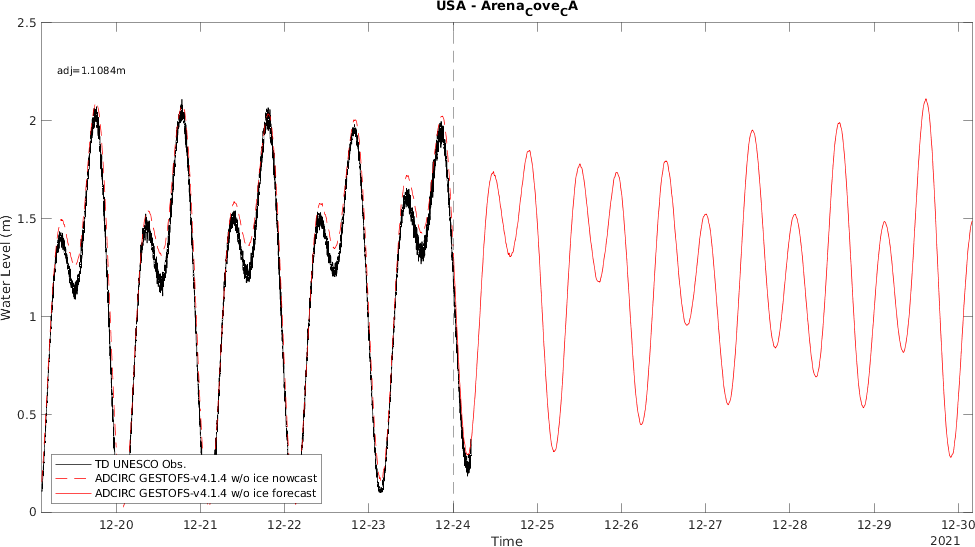 USA - ArenaCoveCA
2.5
adj=1.1084m
2
1.5
1
0.5
0
Water Level (m)
TD UNESCO Obs.
ADCIRC GESTOFS-v4.1.4 w/o ice nowcast
ADCIRC GESTOFS-v4.1.4 w/o ice forecast
12-20 12-21 12-22 12-23 12-24 12-25 12-26 12-27 12-28 12-29 12-30
Time
2021